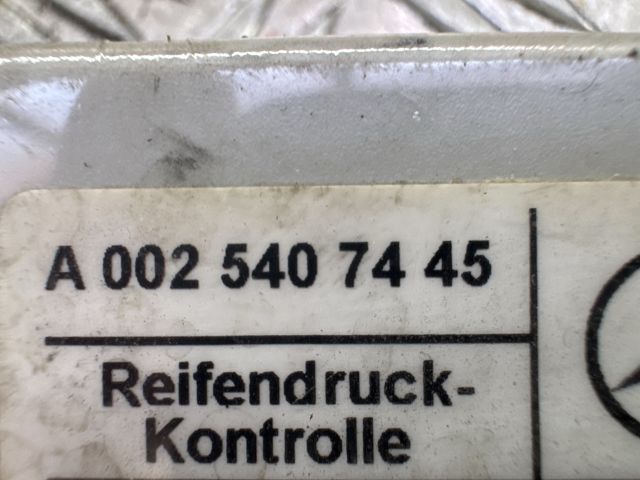 A 002 540 74 45
Reifendruck-
Kontrolle